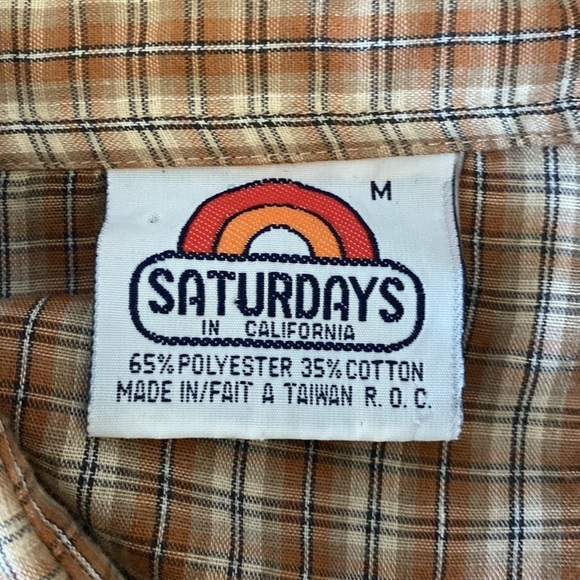 M
SATURDAYS
IN CALIFORNIA
65% POLYESTER 35% COTTON
MADE IN/FAIT A TAIWAN R. O. C.